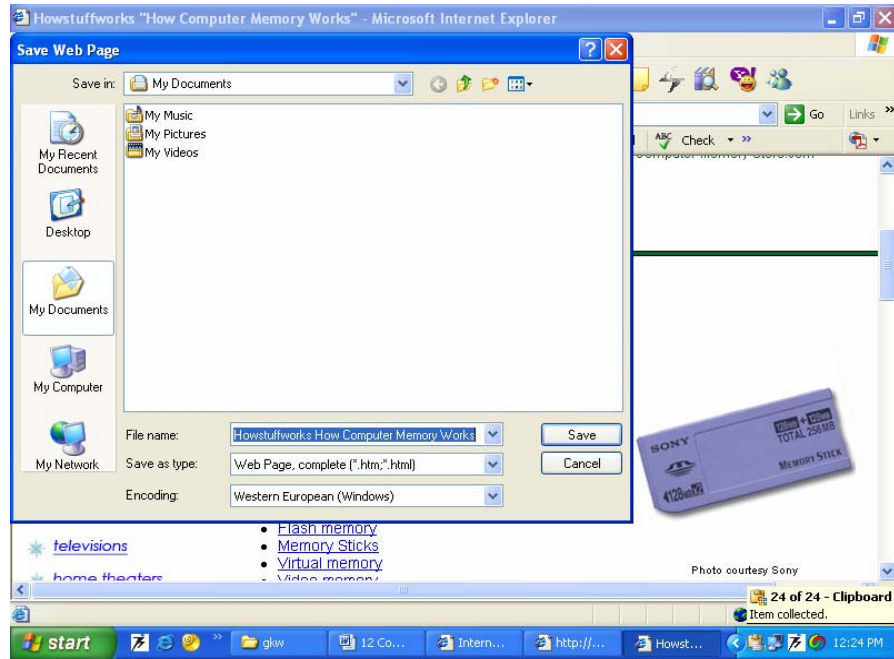 Howstuffworks "How Computer Memory Works" - Microsoft Internet Explorer
Save Web Page
Save in:
My Documents
My Music
My Pictures
My Videos
My Recent
Documents
Desktop
My Documents
My Computer
My Network
File name:
Howstuffworks How Computer Memory Works
Save
Save as type:
Web Page, complete (*.htm;*.html)
Cancel
Encoding:
Western European (Windows)
Go
Links
ABC Check
SONY
TOTAL 256MB
MEMORY STICK
televisions
home theaters
Flash memory
Memory Sticks
Virtual memory
Video memory
Photo courtesy Sony
24 of 24 - Clipboard
Item collected.
start
gkw
12 Co...
Intern...
http://...
Howst...
12:24 PM